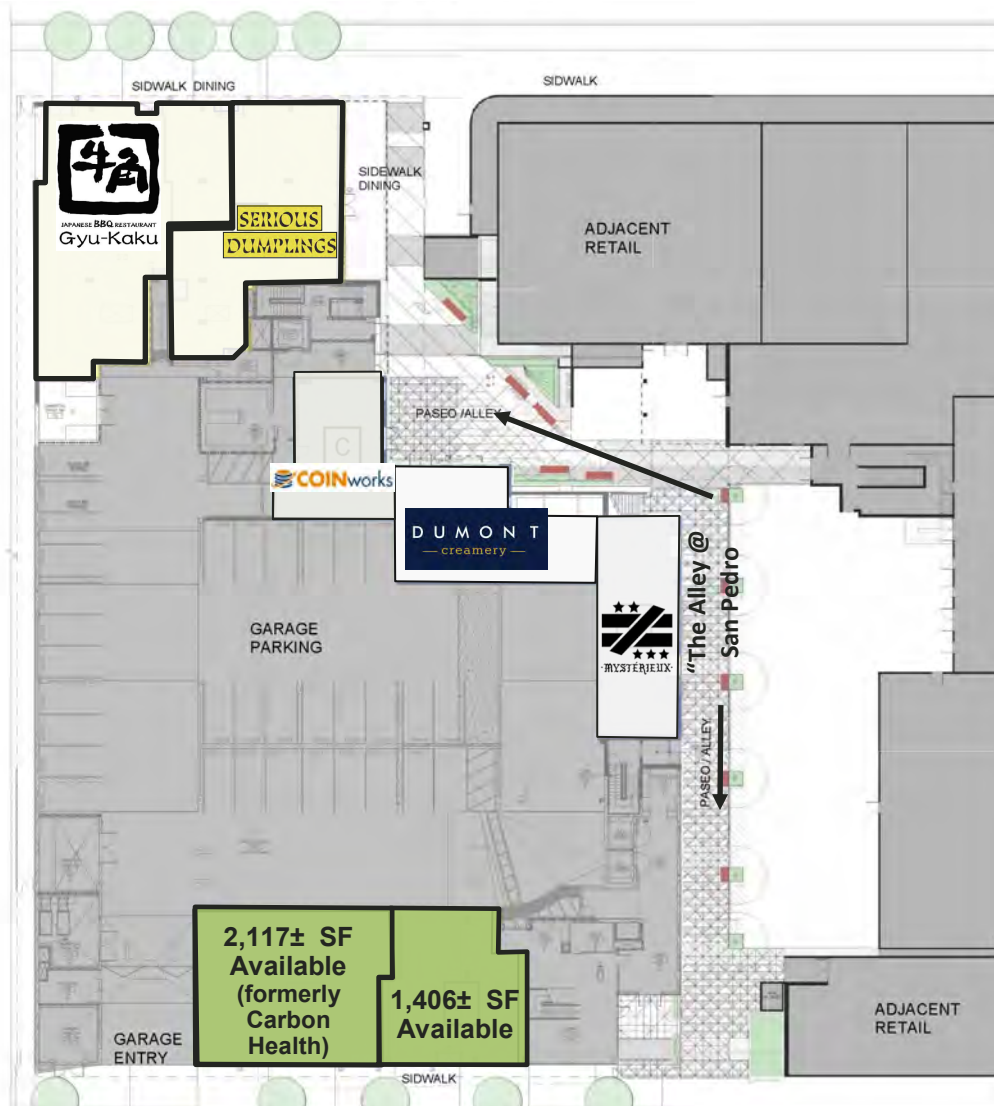 SIDWALK DINING
SIDWALK
牛角
JAPANESE BBQ RESTAURANT
Gyu-Kaku
SERIOUS
DUMPLINGS
SIDEWALK
DINING
ADJACENT
RETAIL
PASEO /ALLEY
C
COINworks
DUMONT
creamery
MYSTÉRIEUX
"The Alley @
San Pedro
GARAGE
PARKING
PASEO / ALLEY
2,117± SF
Available
(formerly
Carbon
Health)
1,406± SF
Available
GARAGE
ENTRY
ADJACENT
RETAIL
SIDWALK